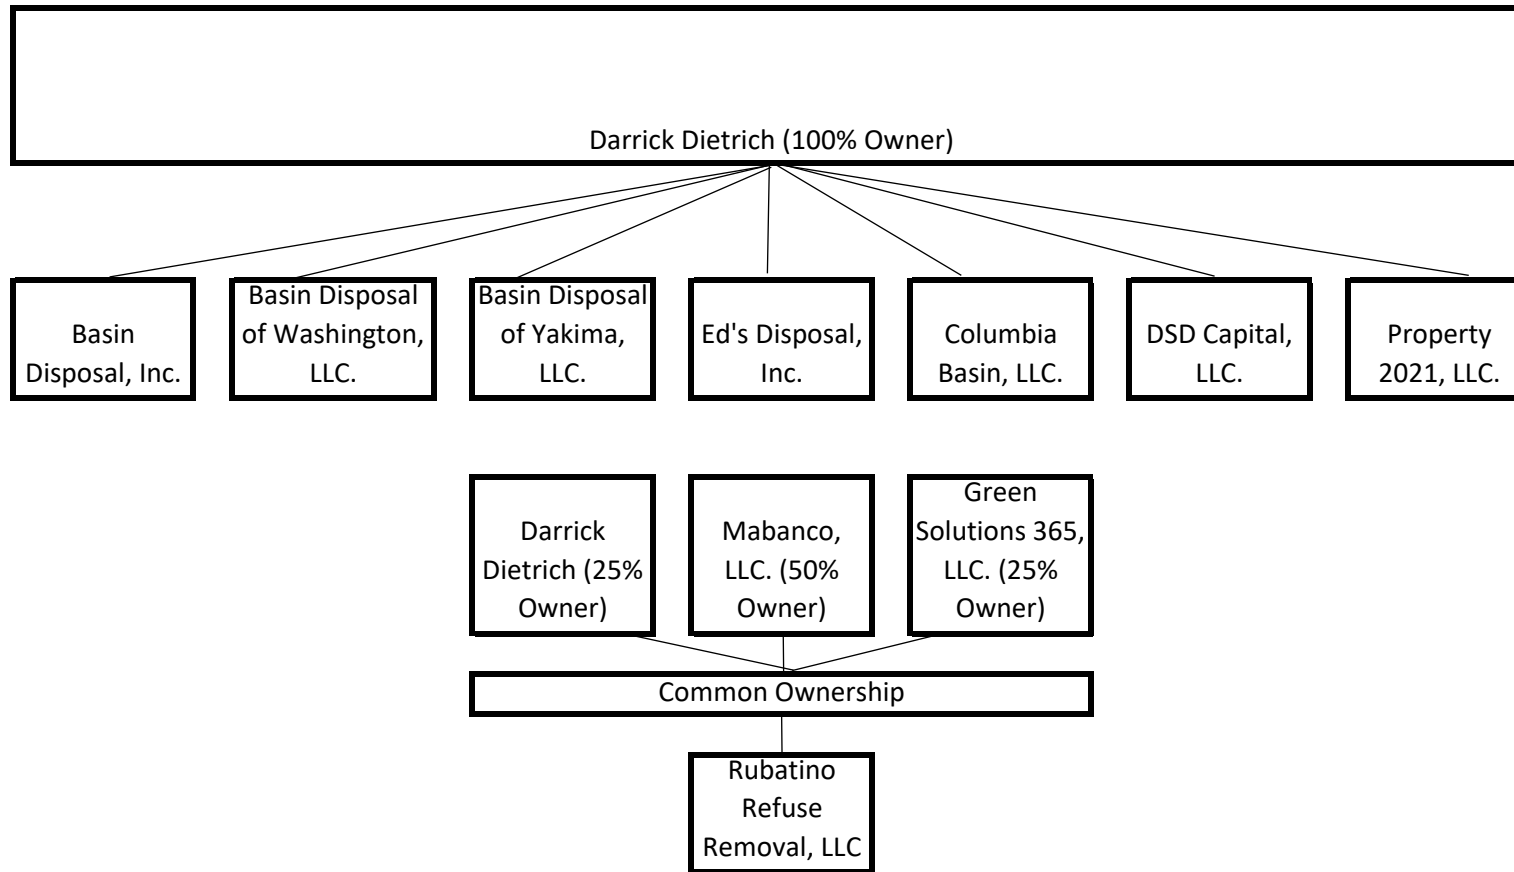 Darrick Dietrich (100% Owner)
Basin
Disposal, Inc.
Basin Disposal
of Washington,
LLC.
Basin Disposal
of Yakima,
LLC.
Ed's Disposal,
Inc.
Columbia
Basin, LLC.
DSD Capital,
LLC.
Property
2021, LLC.
Darrick
Dietrich (25%
Owner)
Mabanco,
LLC. (50%
Owner)
Green
Solutions 365,
LLC. (25%
Owner)
Common Ownership
Rubatino
Refuse
Removal, LLC